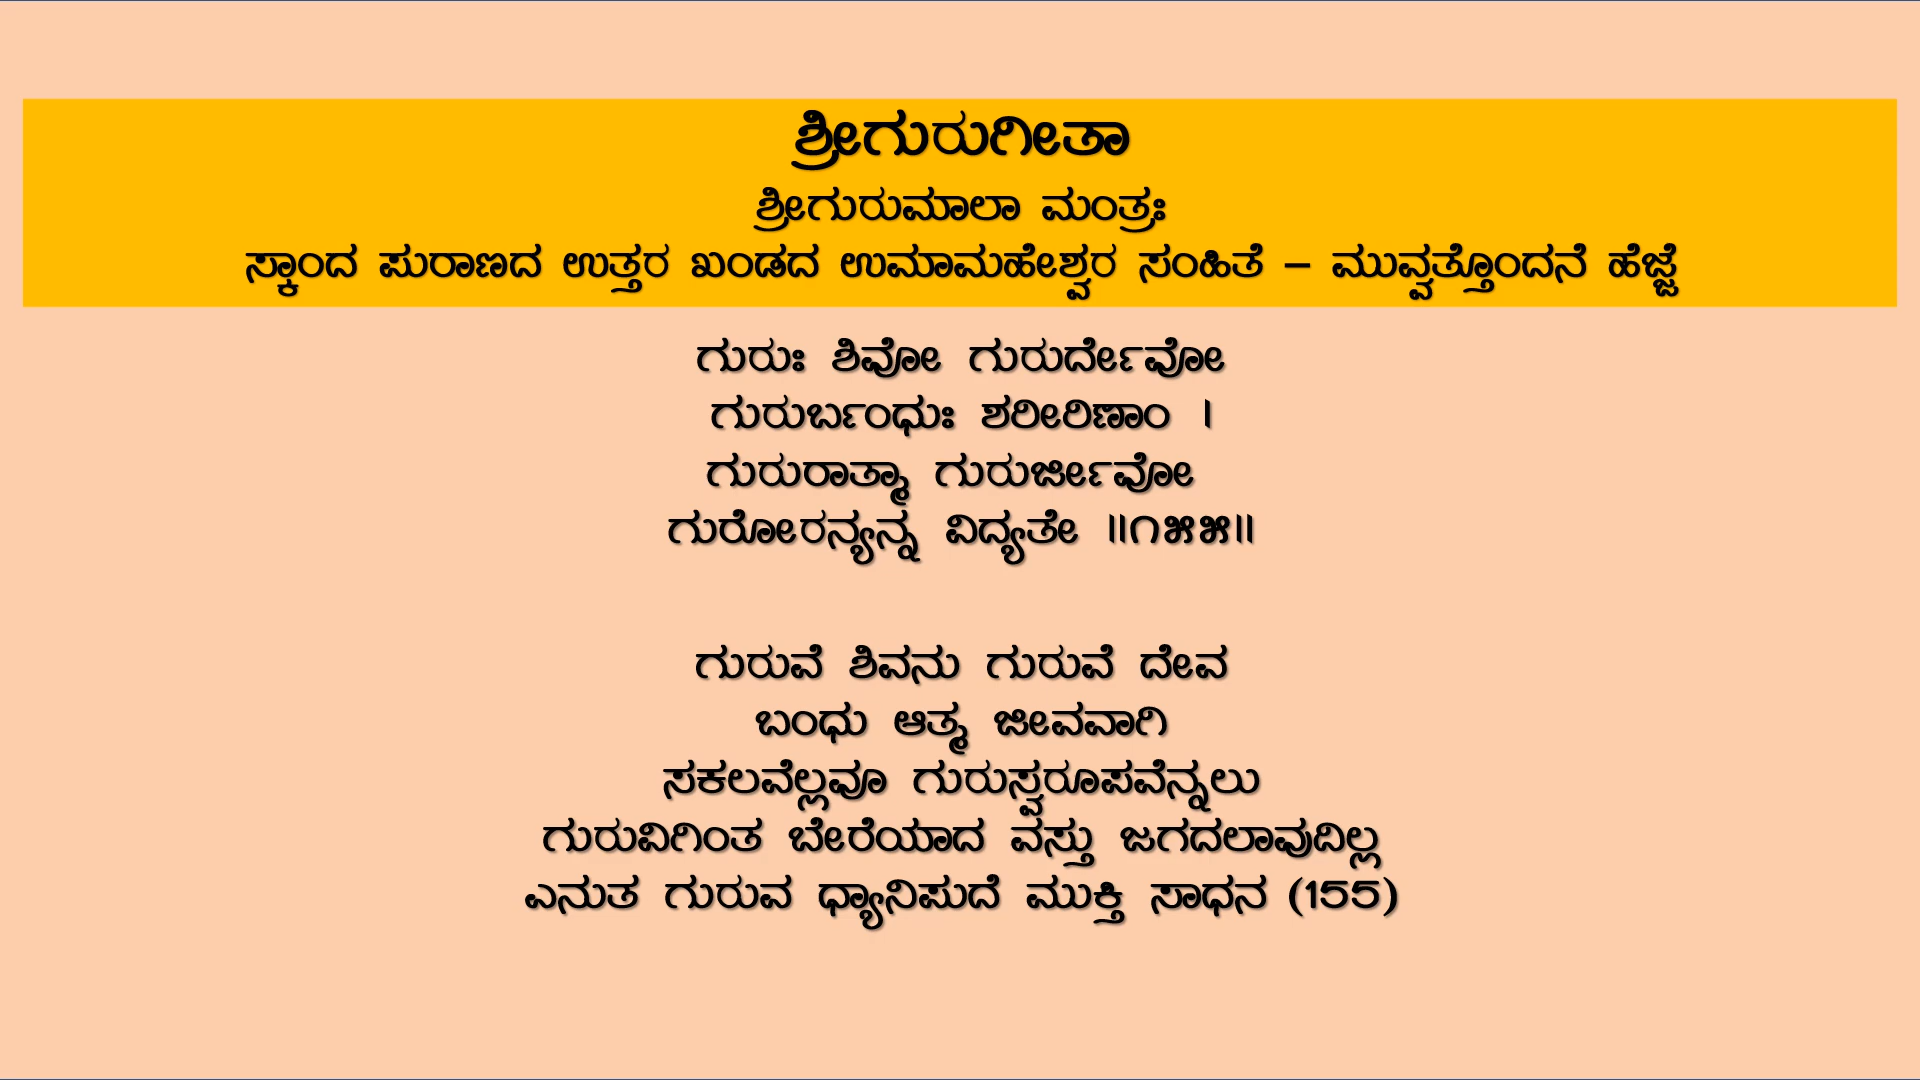 ಶ್ರೀಗುರುಗೀತಾ
ಶ್ರೀಗುರುಮಾಲಾ ಮಂತ್ರಃ
ಸ್ಕಾಂದ ಪುರಾಣದ ಉತ್ತರ ಖಂಡದ ಉಮಾಮಹೇಶ್ವರ ಸಂಹಿತೆ – ಮುವ್ವತ್ತೊಂದನೆ ಹೆಜ್ಜೆ
ಗುರುಃ ಶಿವೋ ಗುರುರ್ದೇವೋ
ಗುರುರ್ಬಂಧುಃ ಶರೀರಿಣಾಂ ।
ಗುರುರಾತ್ಮಾ ಗುರುರ್ಜೀವೋ
ಗುರೋರನ್ಯನ್ನ ವಿದ್ಯತೇ ॥೧೫೫॥
ಗುರುವೆ ಶಿವನು ಗುರುವೆ ದೇವ
ಬಂಧು ಆತ್ಮ ಜೀವವಾಗಿ
ಸಕಲವೆಲ್ಲವೂ ಗುರುಸ್ವರೂಪವೆನ್ನಲು
ಗುರುವಿಗಿಂತ ಬೇರೆಯಾದ ವಸ್ತು ಜಗದಲಾವುದಿಲ್ಲ
ಎನುತ ಗುರುವ ಧ್ಯಾನಿಪುದೆ ಮುಕ್ತಿ ಸಾಧನ (155)